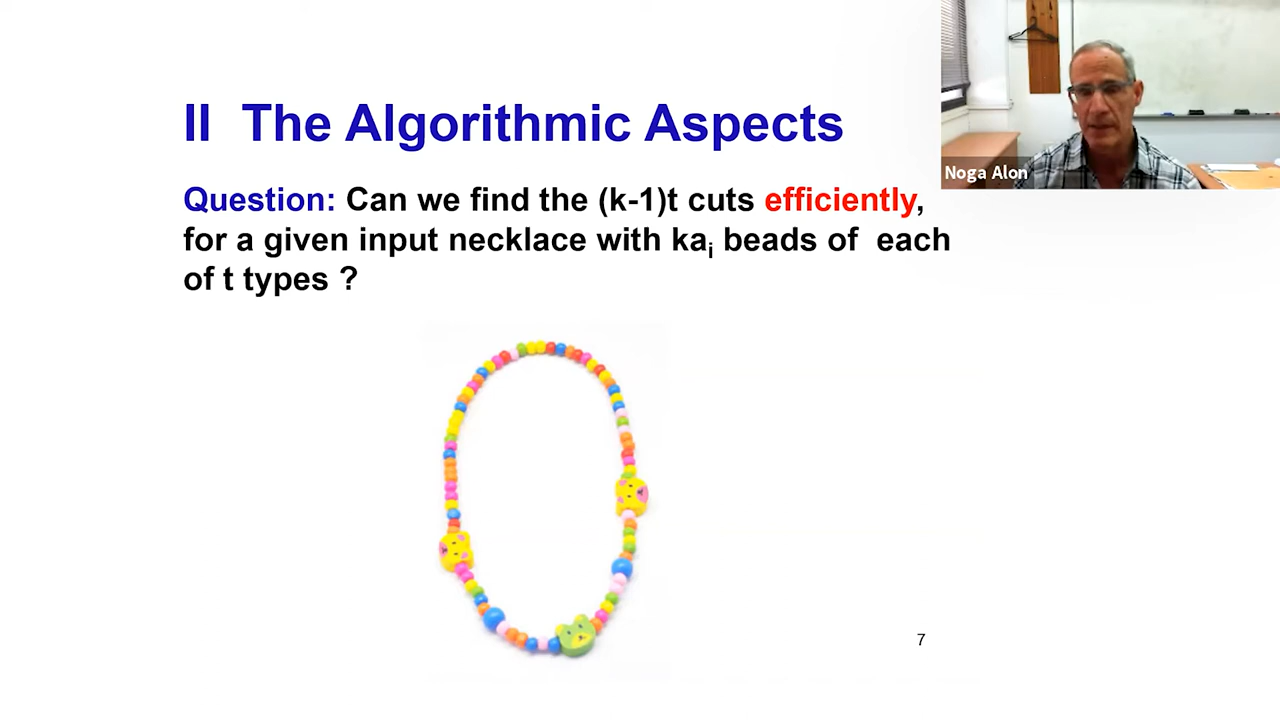 II The Algorithmic Aspects
Noga Alon
Question: Can we find the (k-1)t cuts efficiently,
for a given input necklace with kaᵢ beads of each
of t types ?
7